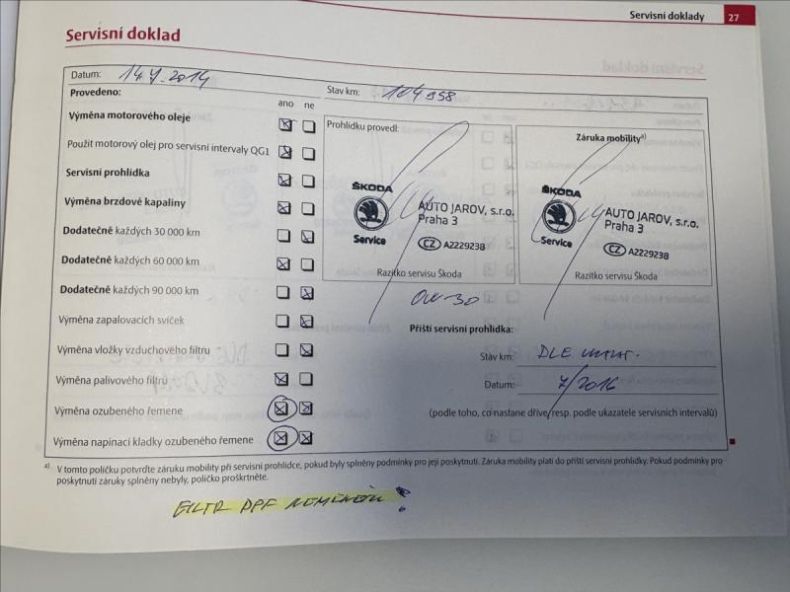 Servisní doklady 27
Servisní doklad
Datum: 14.7.2014
Stav km: 104 958
Provedeno:
ano ne
Výměna motorového oleje
Použit motorový olej pro servisní intervaly QG1
Servisní prohlídka
Výměna brzdové kapaliny
Dodatečně každých 30 000 km
Dodatečně každých 60 000 km
Dodatečně každých 90 000 km
Výměna zapalovacích svíček
Výměna vložky vzduchového filtru
Výměna palivového filtru
Výměna ozubeného řemene
Výměna napínací kladky ozubeného řemene
Prohlídku provedl:
ŠKODA
Service
AUTO JAROV, s.r.o.
Praha 3
CZ A2229238
Razítko servisu Škoda
Záruka mobility a)
ŠKODA
Service
AUTO JAROV, s.r.o.
Praha 3
CZ A2229238
Razítko servisu Škoda
0W-30
Příští servisní prohlídka:
Stav km: DLE
Datum: 7/2016
(podle toho, co nastane dříve, resp. podle ukazatele servisních intervalů)
a) V tomto políčku potvrďte záruku mobility při servisní prohlídce, pokud byly splněny podmínky pro její poskytnutí. Záruka mobility platí do příští servisní prohlídky. Pokud podmínky pro
poskytnutí záruky splněny nebyly, políčko proškrtněte.
FILTR DPF NEMĚNĚN!